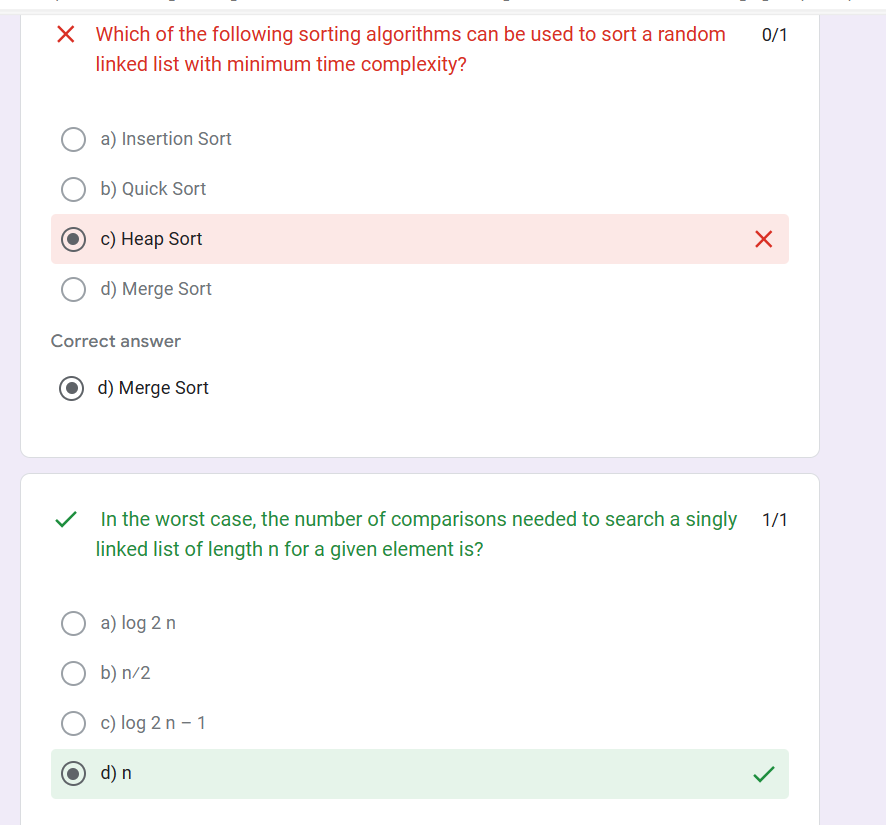 Which of the following sorting algorithms can be used to sort a random 0/1
linked list with minimum time complexity?
a) Insertion Sort
b) Quick Sort
c) Heap Sort
d) Merge Sort
Correct answer
d) Merge Sort
In the worst case, the number of comparisons needed to search a singly 1/1
linked list of length n for a given element is?
a) log 2 n
b) n/2
c) log 2 n – 1
d) n